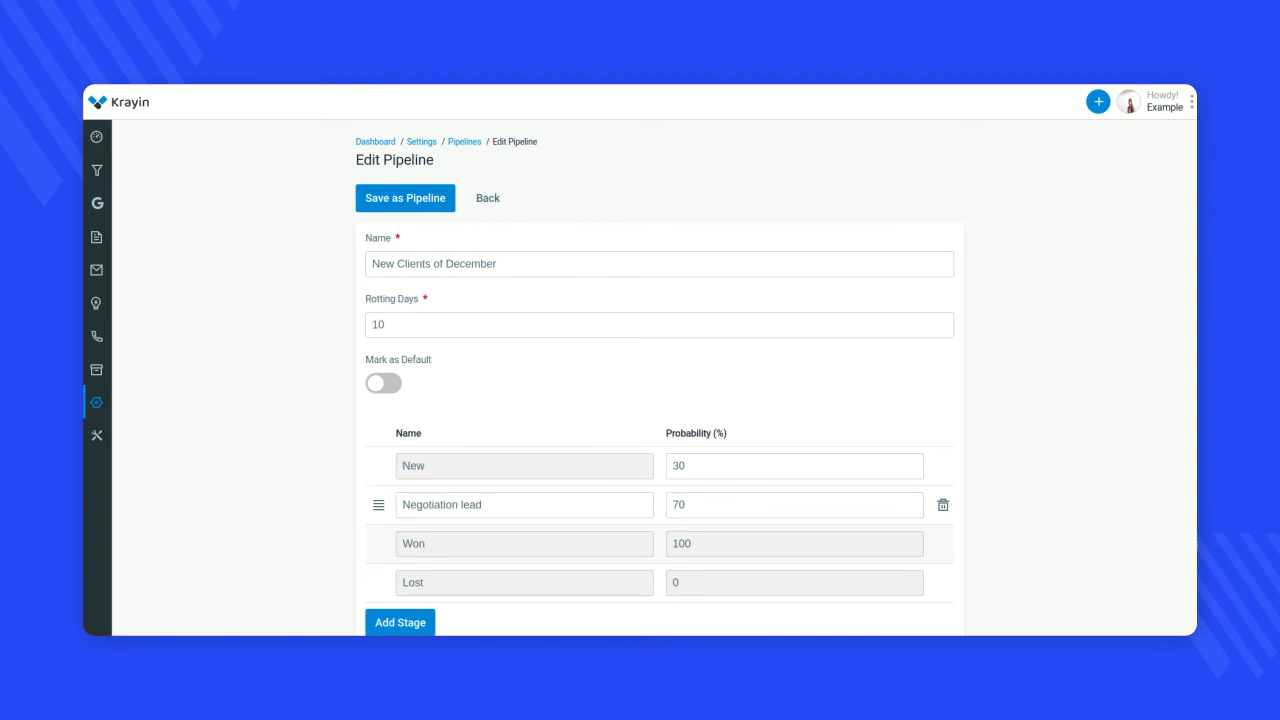 Krayin
Howdy!
Example
Dashboard / Settings / Pipelines / Edit Pipeline
Edit Pipeline
Save as Pipeline Back
Name *
New Clients of December
Rotting Days *
10
Mark as Default
Name Probability (%)
New 30
Negotiation lead 70
Won 100
Lost 0
Add Stage